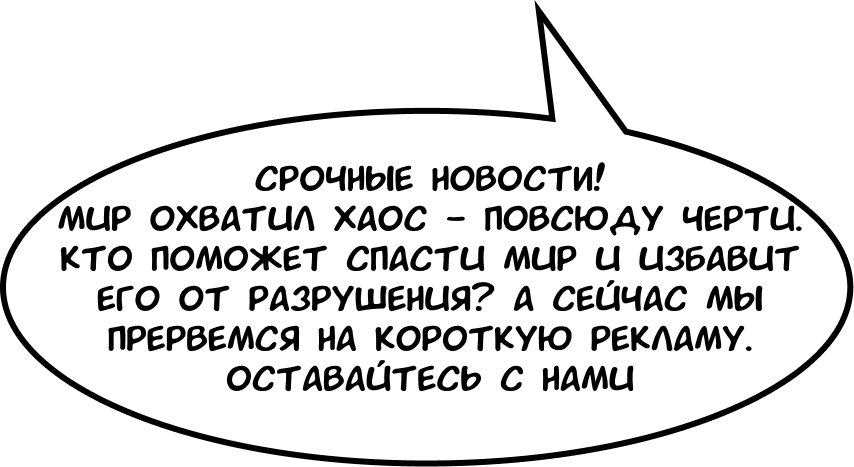 СРОЧНЫЕ НОВОСТИ!
МИР ОХВАТИЛ ХАОС - ПОВСЮДУ ЧЕРТИ.
КТО ПОМОЖЕТ СПАСТИ МИР И ИЗБАВИТ
ЕГО ОТ РАЗРУШЕНИЯ? А СЕЙЧАС МЫ
ПРЕРВЕМСЯ НА КОРОТКУЮ РЕКЛАМУ.
ОСТАВАЙТЕСЬ С НАМИ